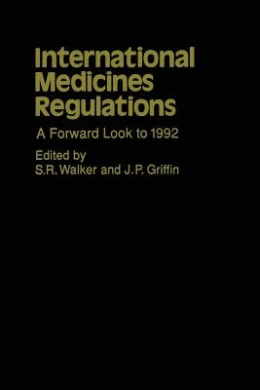 International
Medicines
Regulations
A Forward Look to 1992
Edited by
S.R. Walker and J.P. Griffin